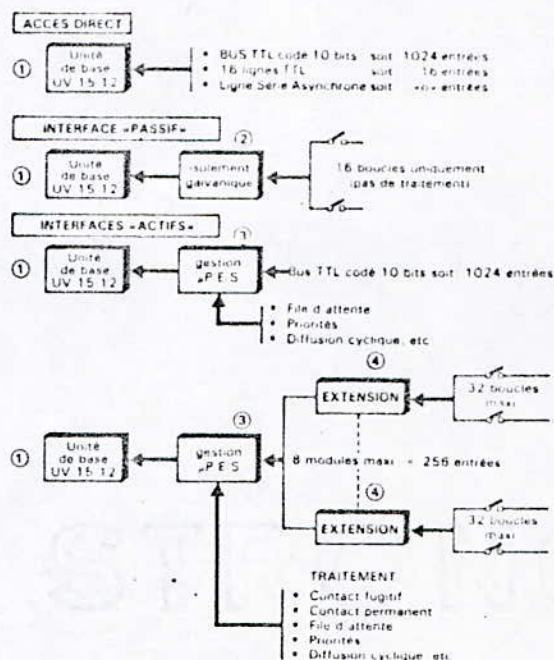 ACCES DIRECT
① Unité de base UV 15 12
• BUS TTL code 10 bits soit 1024 entrées
• 16 lignes TTL soit 16 entrées
• Ligne Série Asynchrone soit «∞» entrées
INTERFACE «PASSIF»
① Unité de base UV 15 12
② isolement galvanique
16 boucles uniquement
(pas de traitement)
INTERFACES «ACTIFS»
① Unité de base UV 15 12
③ gestion µP.E.S
Bus TTL codé 10 bits soit 1024 entrées
• File d'attente
• Priorités
• Diffusion cyclique, etc
④
EXTENSION
32 boucles maxi
① Unité de base UV 15 12
③ gestion µP.E.S
8 modules maxi = 256 entrées
④
EXTENSION
32 boucles maxi
TRAITEMENT
• Contact fugitif
• Contact permanent
• File d'attente
• Priorités
• Diffusion cyclique, etc